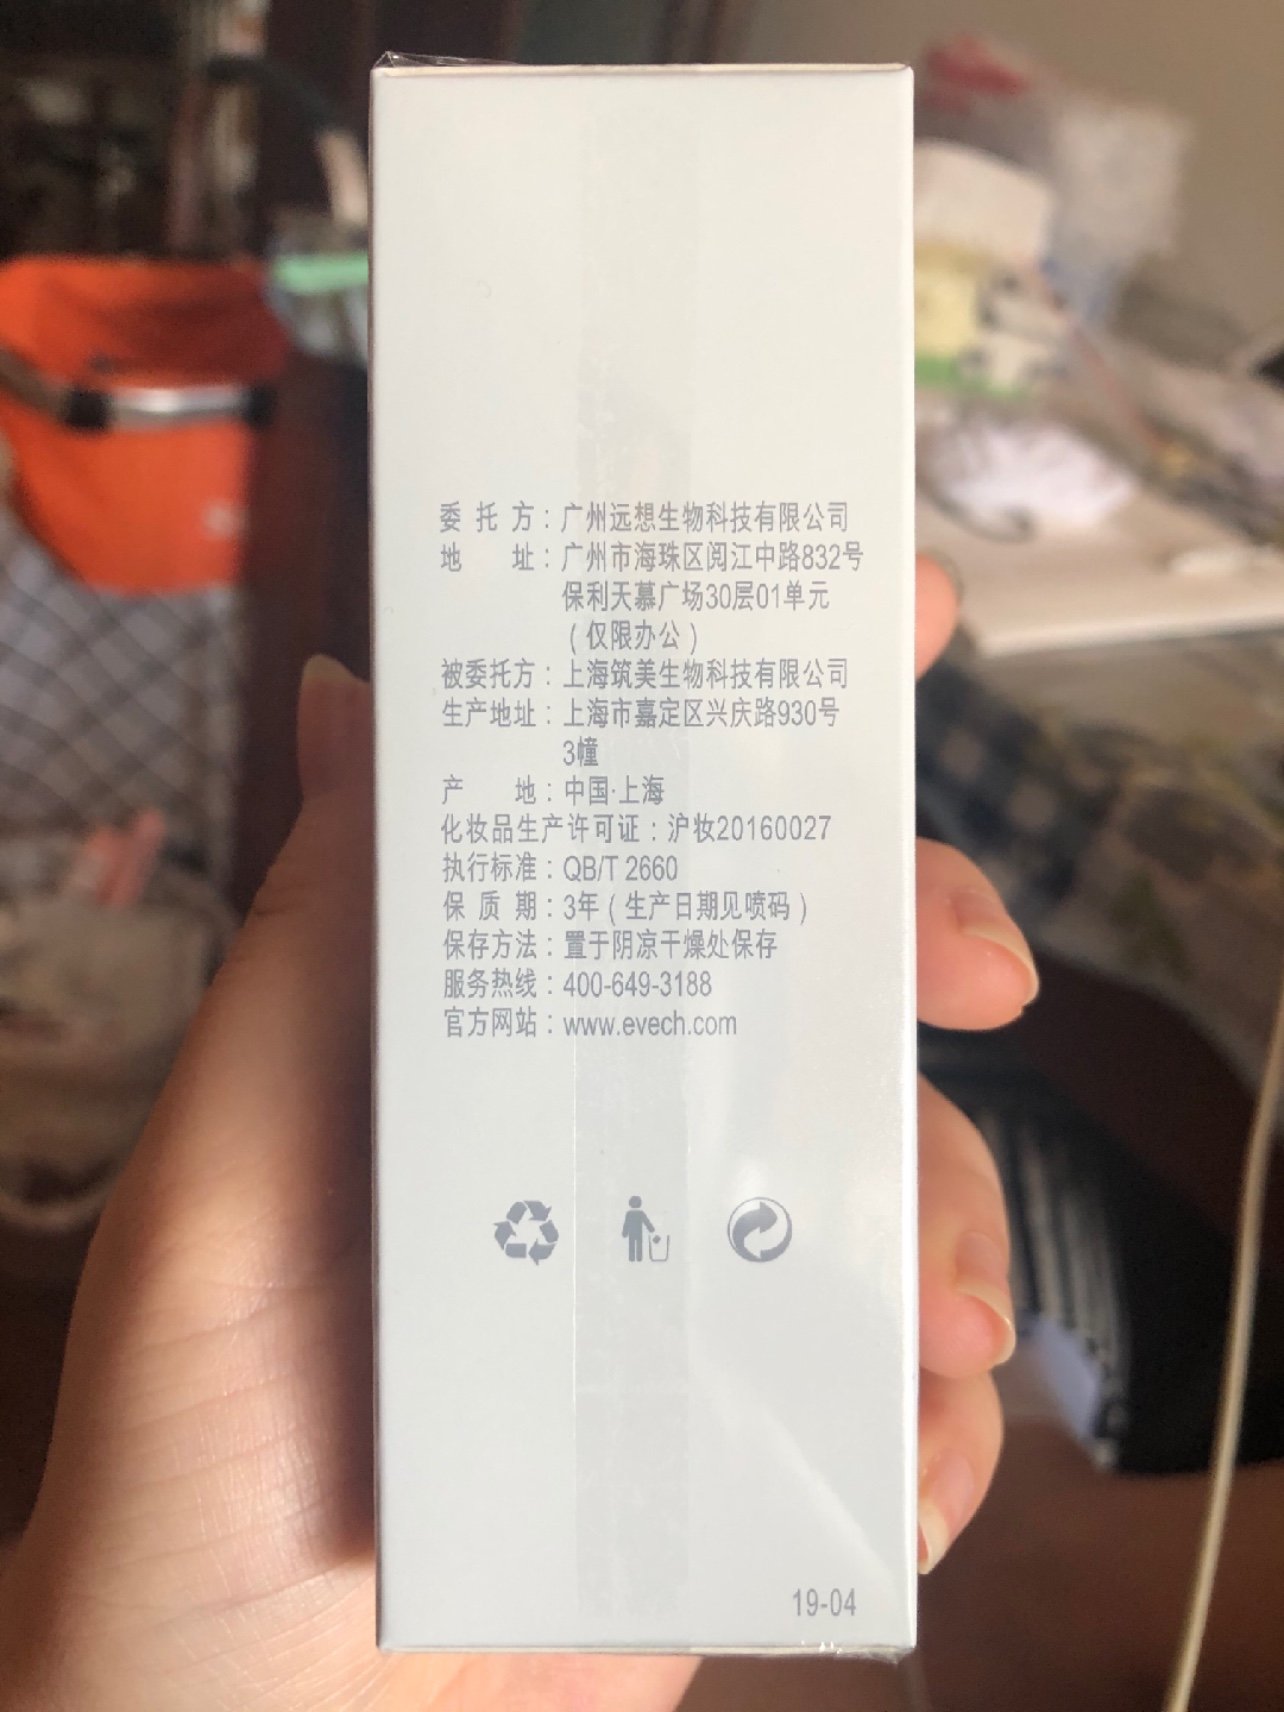 委托方：广州远想生物科技有限公司
地址：广州市海珠区阅江中路832号
保利天幕广场30层01单元
（仅限办公）
被委托方：上海筑美生物科技有限公司
生产地址：上海市嘉定区兴庆路930号
3幢
产地：中国·上海
化妆品生产许可证：沪妆20160027
执行标准：QB/T 2660
保质期：3年（生产日期见喷码）
保存方法：置于阴凉干燥处保存
服务热线：400-649-3188
官方网站：www.evech.com
19-04